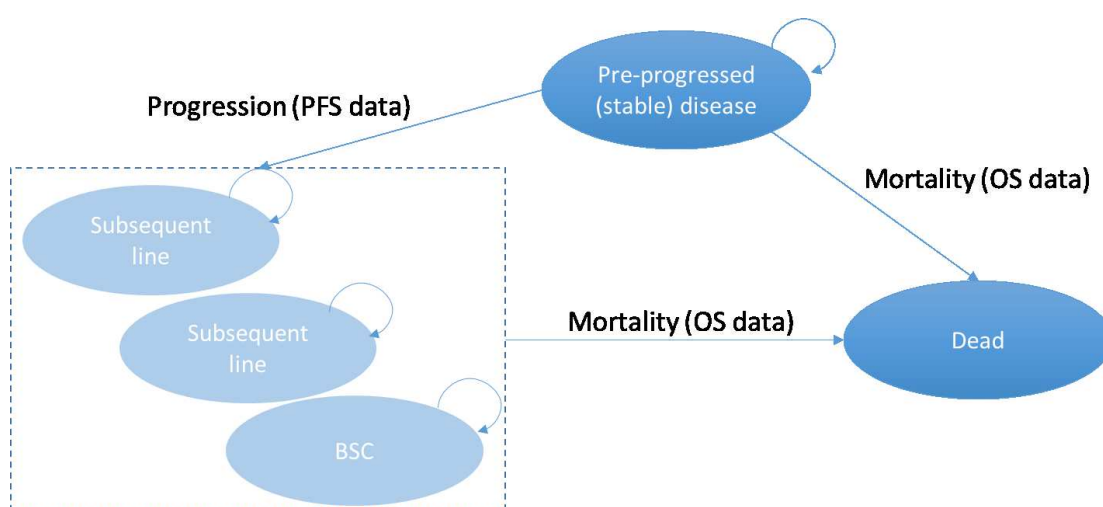 Pre-progressed
(stable) disease
Progression (PFS data)
Mortality (OS data)
Subsequent
line
Subsequent
line
Mortality (OS data)
Dead
BSC